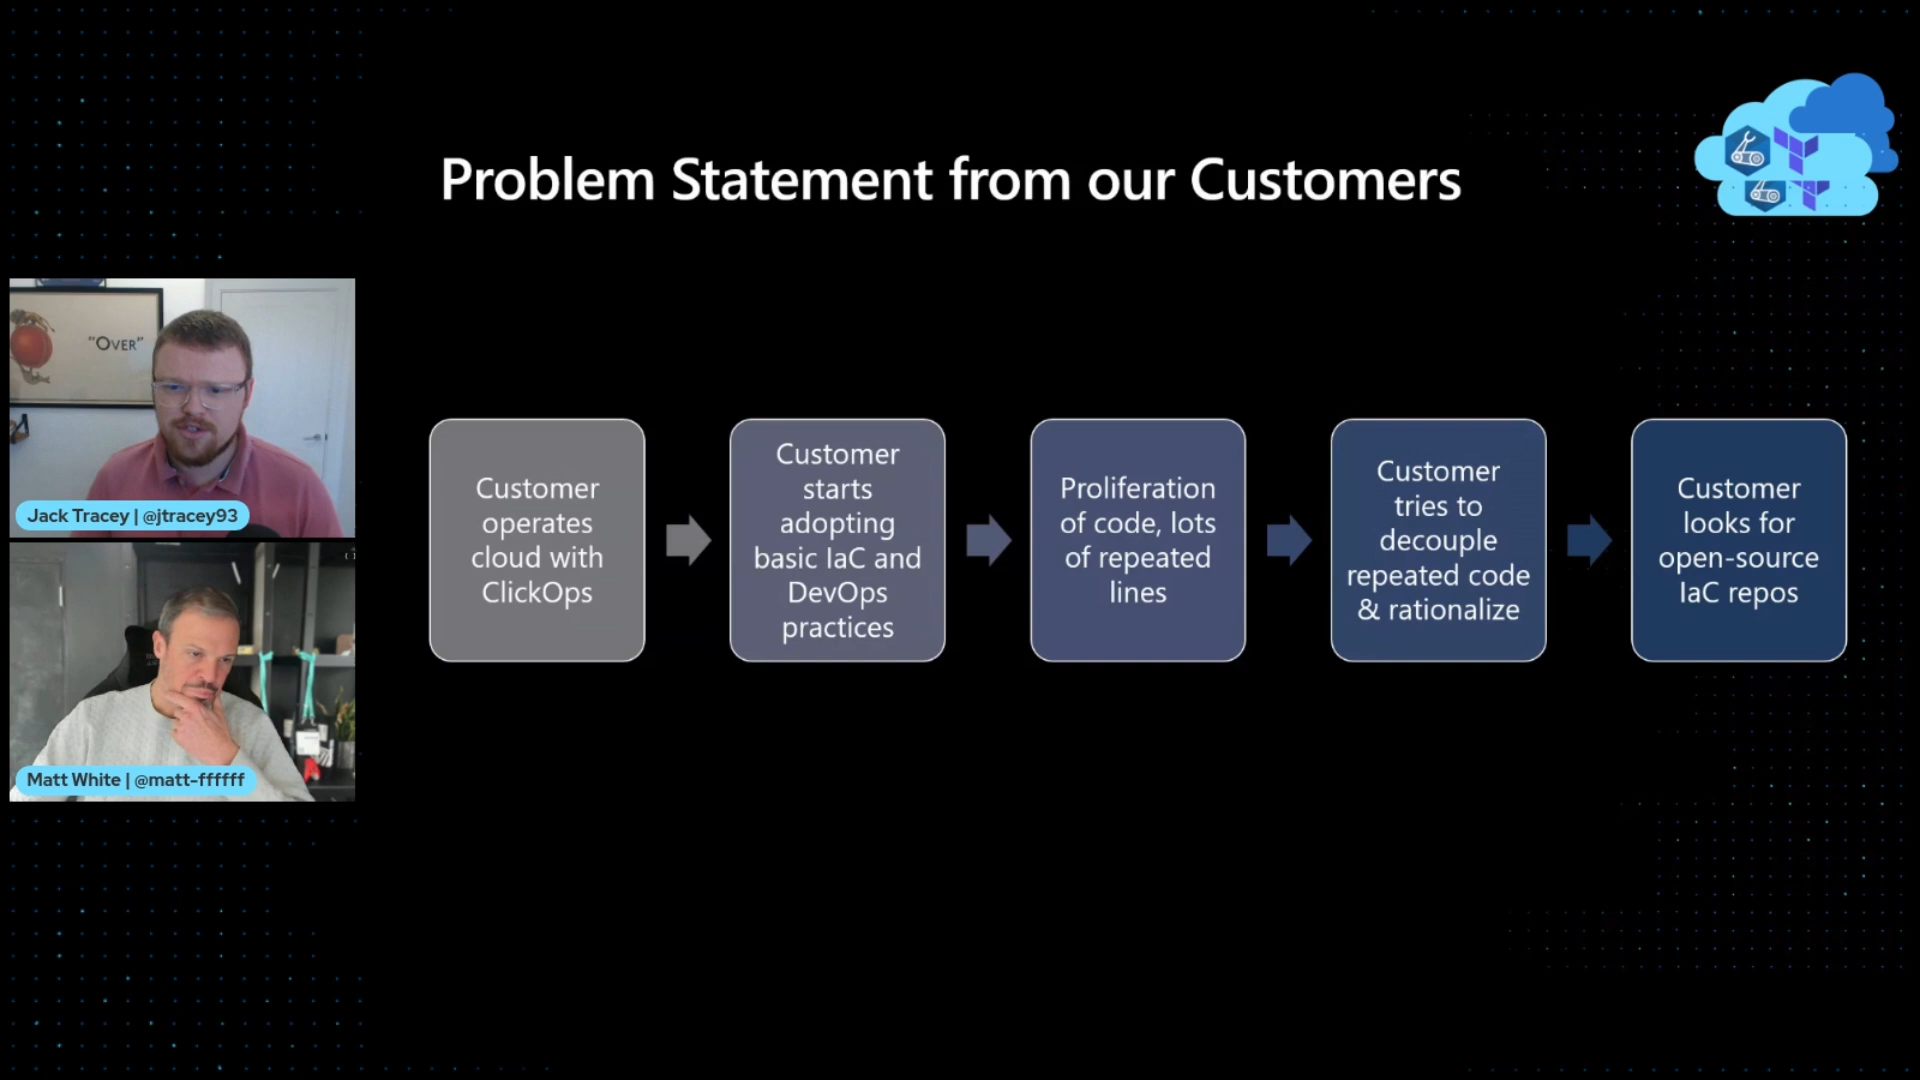 Problem Statement from our Customers
"OVER"
Jack Tracey | @jtracey93
Matt White | @matt-ffffff
Customer
operates
cloud with
ClickOps
Customer
starts
adopting
basic IaC and
DevOps
practices
Proliferation
of code, lots
of repeated
lines
Customer
tries to
decouple
repeated code
& rationalize
Customer
looks for
open-source
IaC repos